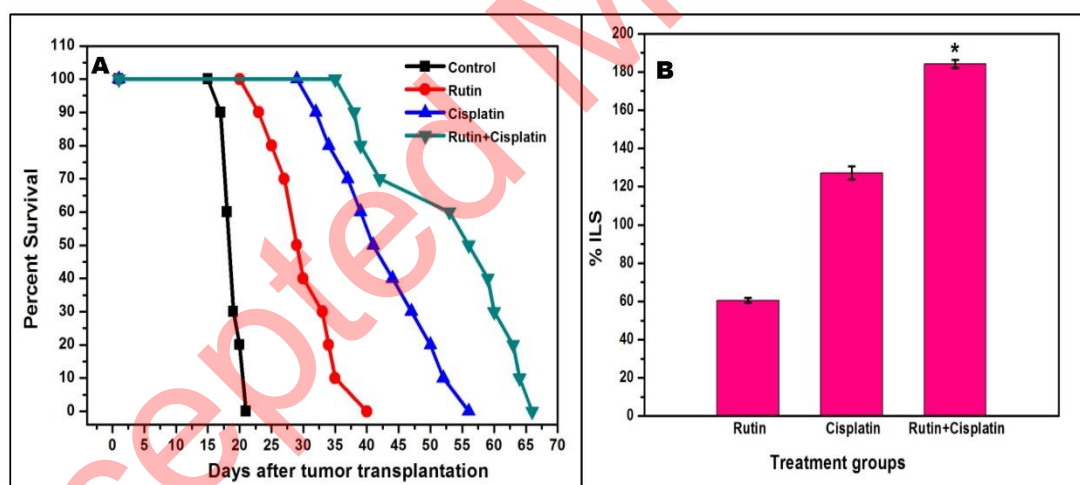 A
Control
Rutin
Cisplatin
Rutin+Cisplatin
110
100
90
80
70
60
50
40
30
20
10
0
Percent Survival
0 5 10 15 20 25 30 35 40 45 50 55 60 65 70
Days after tumor transplantation
B
*
200
180
160
140
120
100
80
60
40
20
0
% ILS
Rutin Cisplatin Rutin+Cisplatin
Treatment groups
cepted M